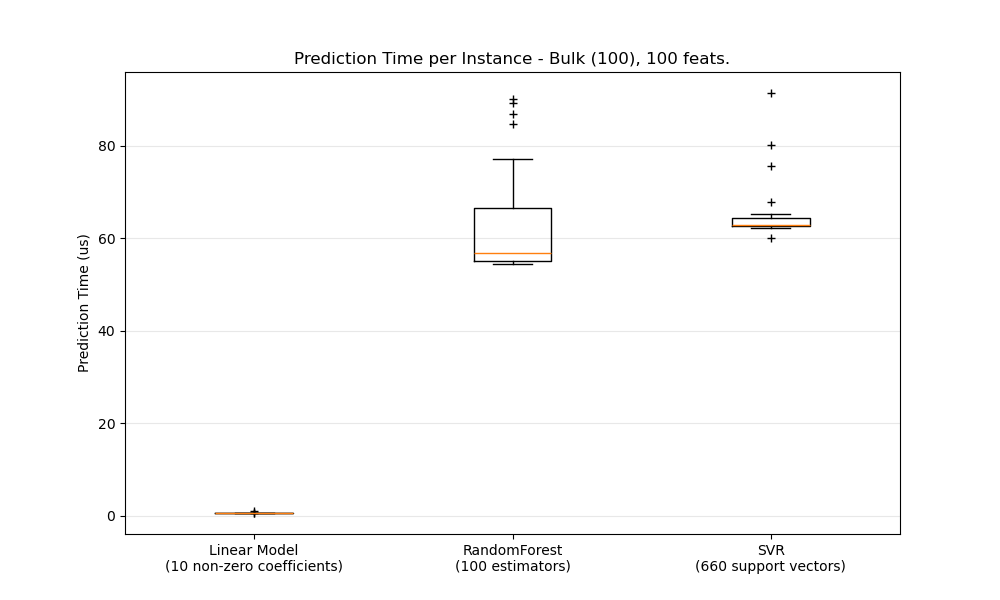 Prediction Time per Instance - Bulk (100), 100 feats.
Prediction Time (us)
80
60
40
20
0
Linear Model
(10 non-zero coefficients)
RandomForest
(100 estimators)
SVR
(660 support vectors)